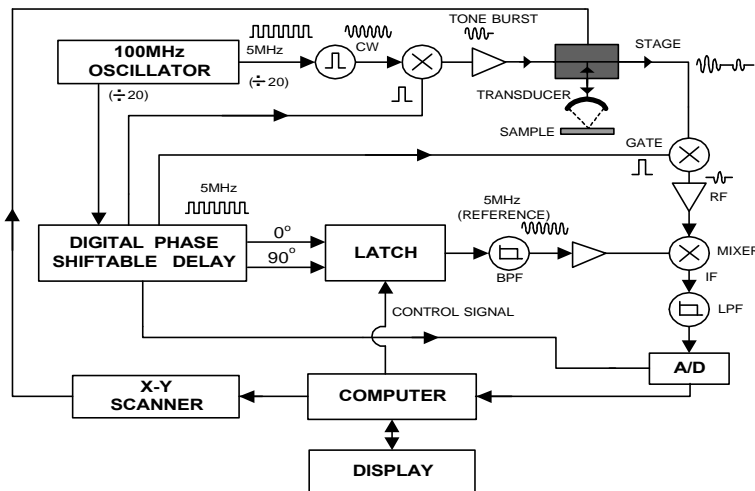 TONE BURST
100MHz
OSCILLATOR
5MHz
CW
(÷20)
(÷20)
STAGE
TRANSDUCER
SAMPLE
GATE
RF
5MHz
5MHz
(REFERENCE)
DIGITAL PHASE
SHIFTABLE DELAY
0°
90°
LATCH
BPF
MIXER
IF
LPF
CONTROL SIGNAL
A/D
X-Y
SCANNER
COMPUTER
DISPLAY